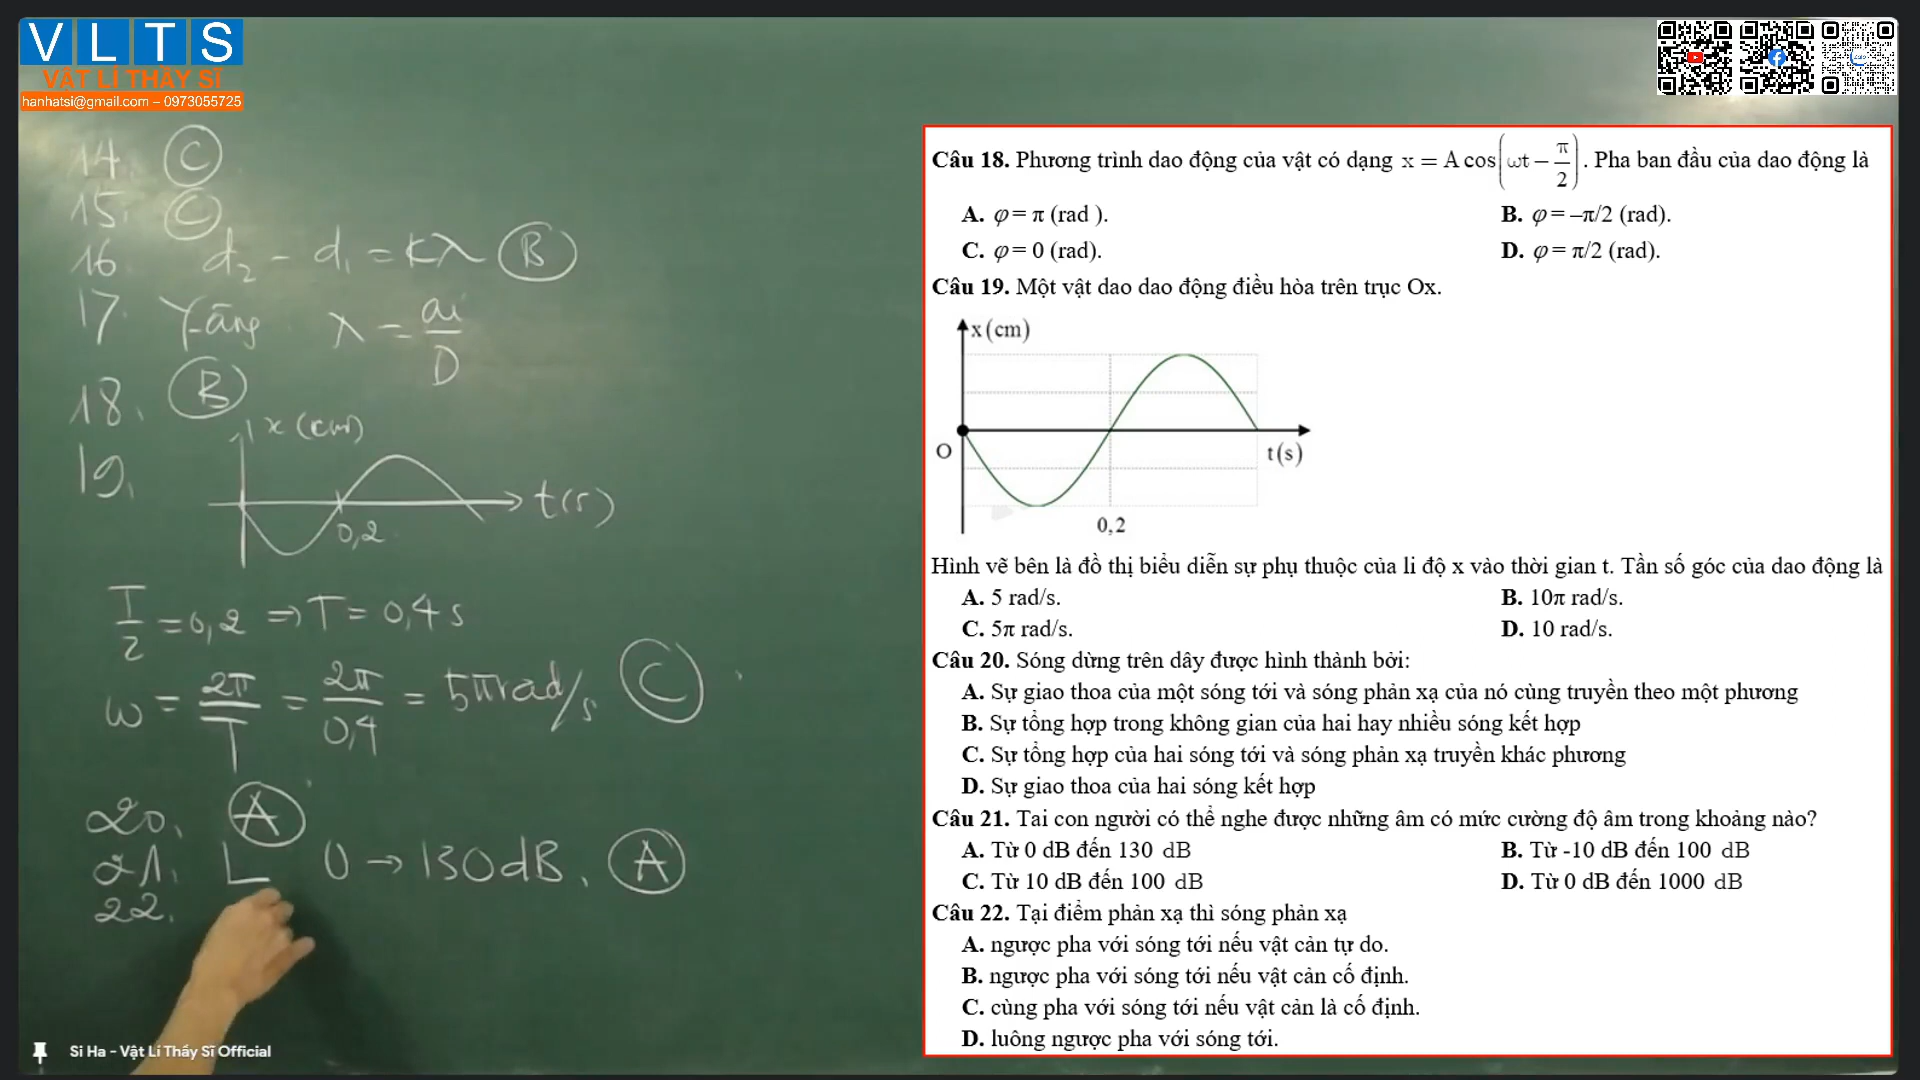 VLTS
VẬT LÍ THẦY SĨ
hanhatsi@gmail.com – 0973055725
14. C
15. C
16. d₂ - d₁ = kλ B
17. Y-âng λ = ai/D
18. B
19. x (cm)
0,2
t(s)
T/2 = 0,2 => T = 0,4 s
ω = 2π/T = 2π/0,4 = 5π rad/s C
20. A
21. L 0 → 130dB. A
22.
Si Ha - Vật Lí Thầy Sĩ Official
Câu 18. Phương trình dao động của vật có dạng x = A cos(ωt − π/2). Pha ban đầu của dao động là
A. φ = π (rad ). B. φ = –π/2 (rad).
C. φ = 0 (rad). D. φ = π/2 (rad).
Câu 19. Một vật dao dao động điều hòa trên trục Ox.
x(cm)
O
t(s)
0,2
Hình vẽ bên là đồ thị biểu diễn sự phụ thuộc của li độ x vào thời gian t. Tần số góc của dao động là
A. 5 rad/s. B. 10π rad/s.
C. 5π rad/s. D. 10 rad/s.
Câu 20. Sóng dừng trên dây được hình thành bởi:
A. Sự giao thoa của một sóng tới và sóng phản xạ của nó cùng truyền theo một phương
B. Sự tổng hợp trong không gian của hai hay nhiều sóng kết hợp
C. Sự tổng hợp của hai sóng tới và sóng phản xạ truyền khác phương
D. Sự giao thoa của hai sóng kết hợp
Câu 21. Tai con người có thể nghe được những âm có mức cường độ âm trong khoảng nào?
A. Từ 0 dB đến 130 dB B. Từ -10 dB đến 100 dB
C. Từ 10 dB đến 100 dB D. Từ 0 dB đến 1000 dB
Câu 22. Tại điểm phản xạ thì sóng phản xạ
A. ngược pha với sóng tới nếu vật cản tự do.
B. ngược pha với sóng tới nếu vật cản cố định.
C. cùng pha với sóng tới nếu vật cản là cố định.
D. luông ngược pha với sóng tới.